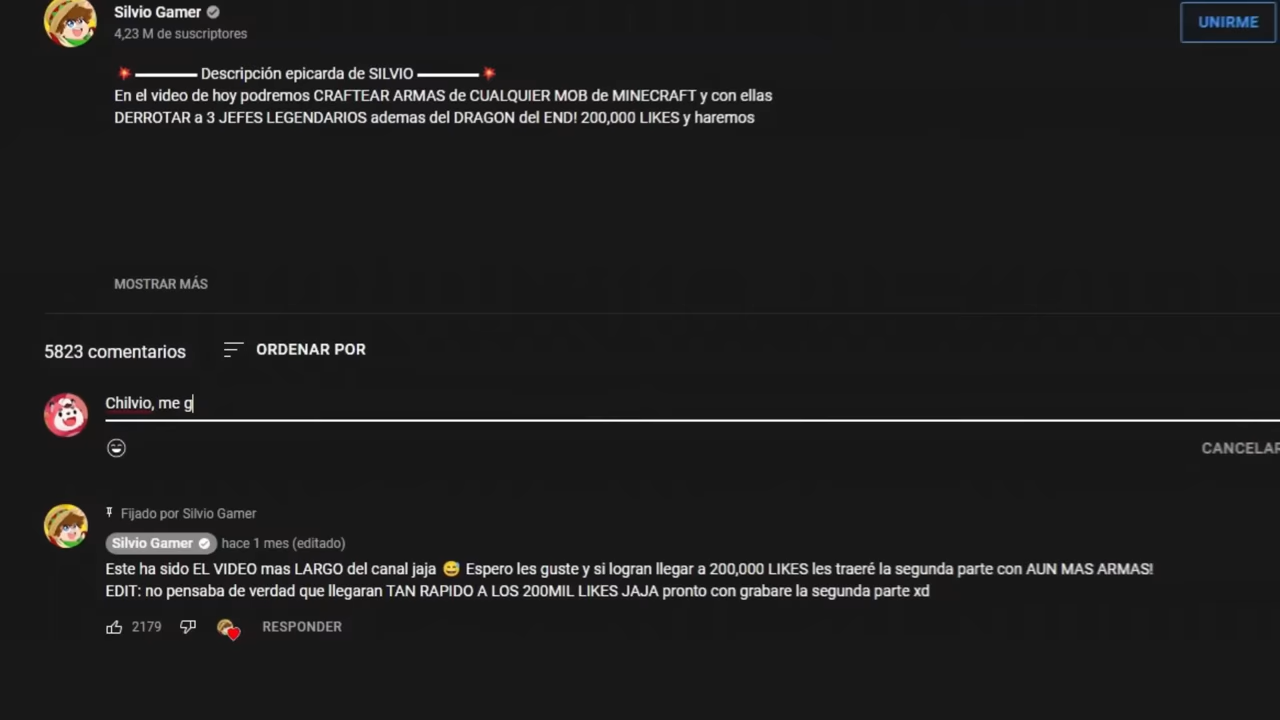 Silvio Gamer
4,23 M de suscriptores
UNIRME
💥 ▬▬▬▬▬ Descripción epicarda de SILVIO ▬▬▬▬▬💥
En el video de hoy podremos CRAFTEAR ARMAS de CUALQUIER MOB de MINECRAFT y con ellas
DERROTAR a 3 JEFES LEGENDARIOS ademas del DRAGON del END! 200,000 LIKES y haremos
MOSTRAR MÁS
5823 comentarios
ORDENAR POR
Chilvio, me g
CANCELAR
Fijado por Silvio Gamer
Silvio Gamer hace 1 mes (editado)
Este ha sido EL VIDEO mas LARGO del canal jaja 😅 Espero les guste y si logran llegar a 200,000 LIKES les traeré la segunda parte con AUN MAS ARMAS!
EDIT: no pensaba de verdad que llegaran TAN RAPIDO A LOS 200MIL LIKES JAJA pronto con grabare la segunda parte xd
2179
RESPONDER